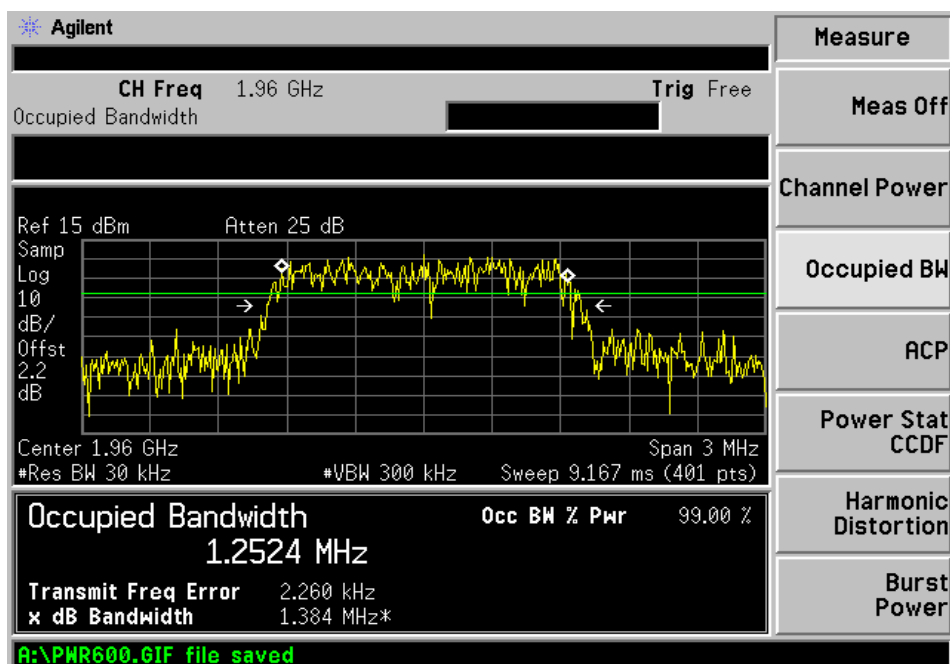 Agilent
Measure
CH Freq 1.96 GHz Trig Free
Occupied Bandwidth
Meas Off
Channel Power
Occupied BW
ACP
Power Stat
CCDF
Harmonic
Distortion
Burst
Power
Ref 15 dBm Atten 25 dB
Samp
Log
10
dB/
Offst
2.2
dB
Center 1.96 GHz Span 3 MHz
#Res BW 30 kHz #VBW 300 kHz Sweep 9.167 ms (401 pts)
Occupied Bandwidth Occ BW % Pwr 99.00 %
1.2524 MHz
Transmit Freq Error 2.260 kHz
x dB Bandwidth 1.384 MHz*
A:\PWR600.GIF file saved